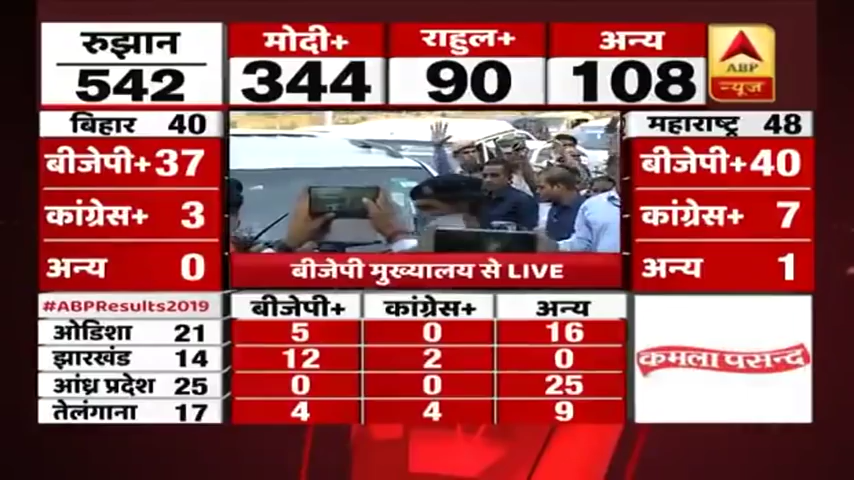 रुझान मोदी+ राहुल+ अन्य
542 344 90 108
ABP
न्यूज़
बिहार 40
बीजेपी+ 37
कांग्रेस+ 3
अन्य 0
महाराष्ट्र 48
बीजेपी+ 40
कांग्रेस+ 7
अन्य 1
बीजेपी मुख्यालय से LIVE
#ABPResults2019 बीजेपी+ कांग्रेस+ अन्य
ओडिशा 21 5 0 16
झारखंड 14 12 2 0
आंध्र प्रदेश 25 0 0 25
तेलंगाना 17 4 4 9
कमला पसन्द